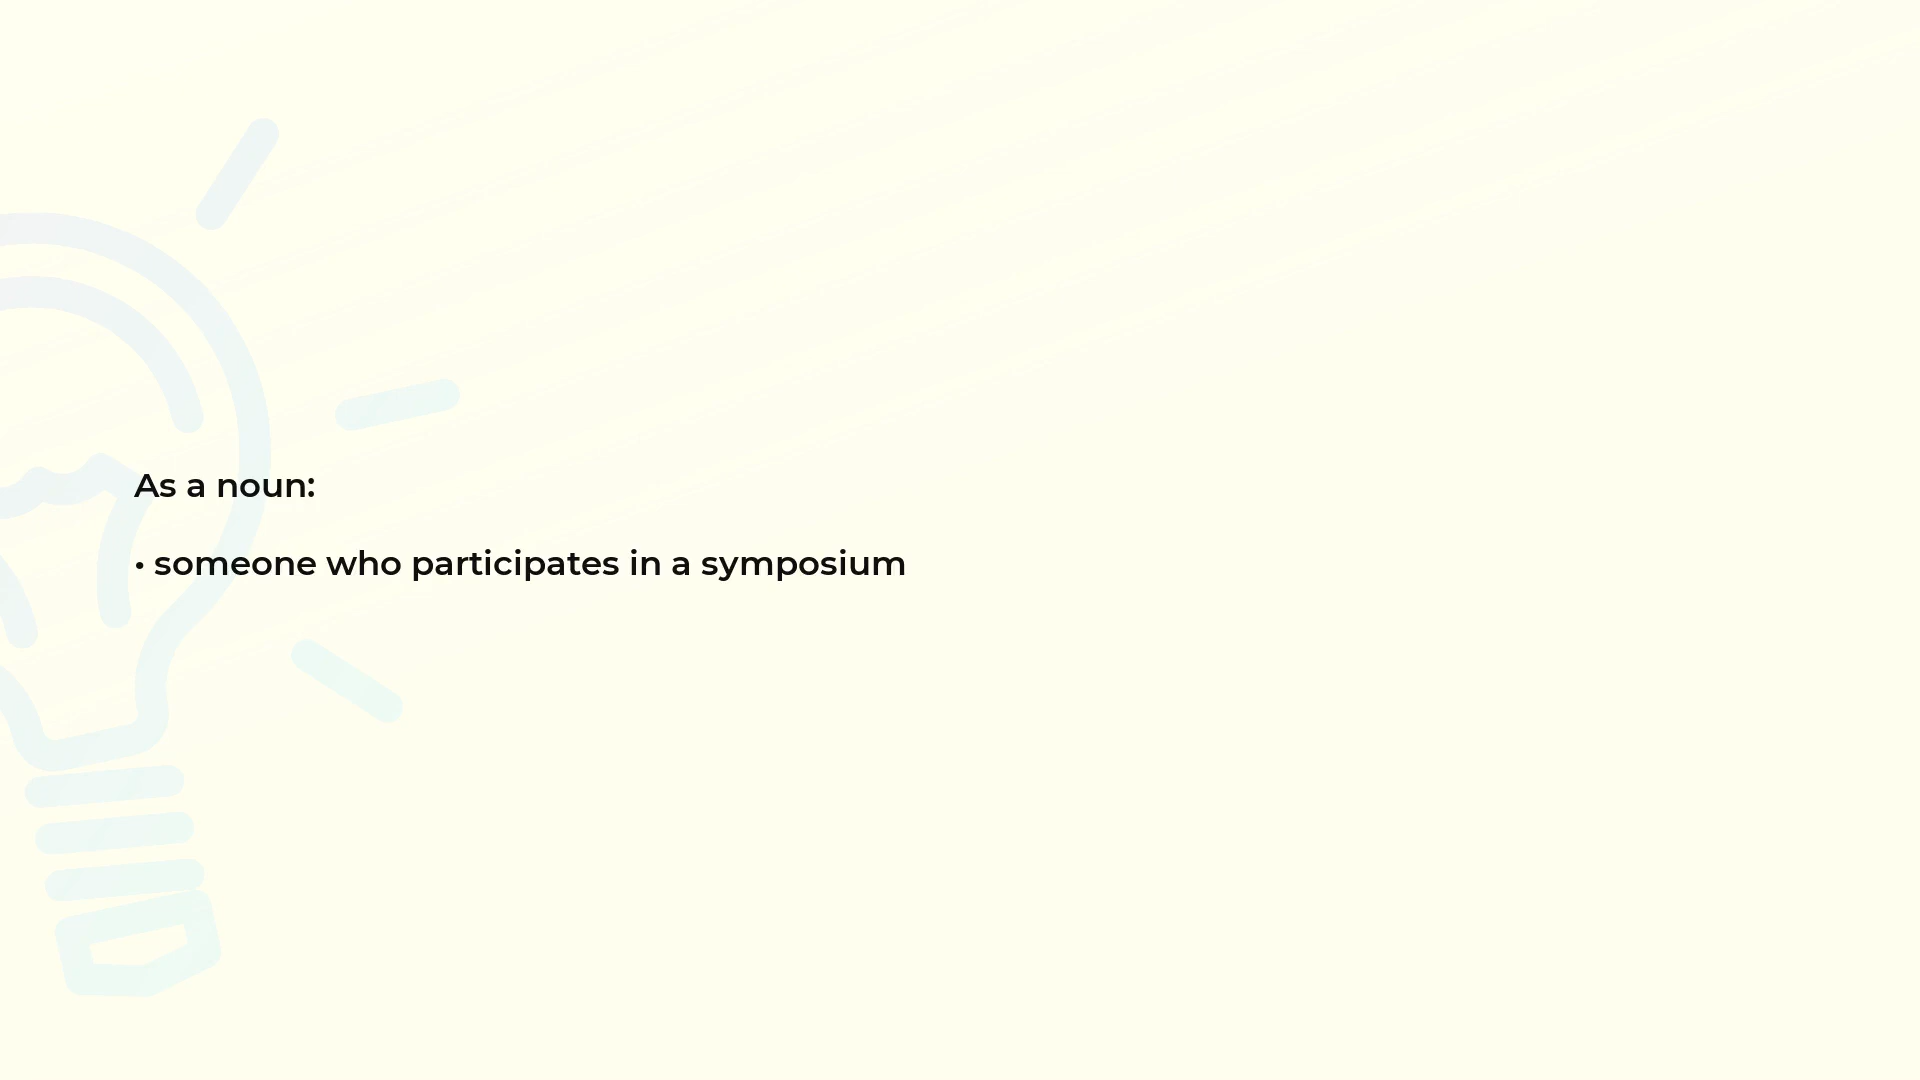 As a noun:
• someone who participates in a symposium